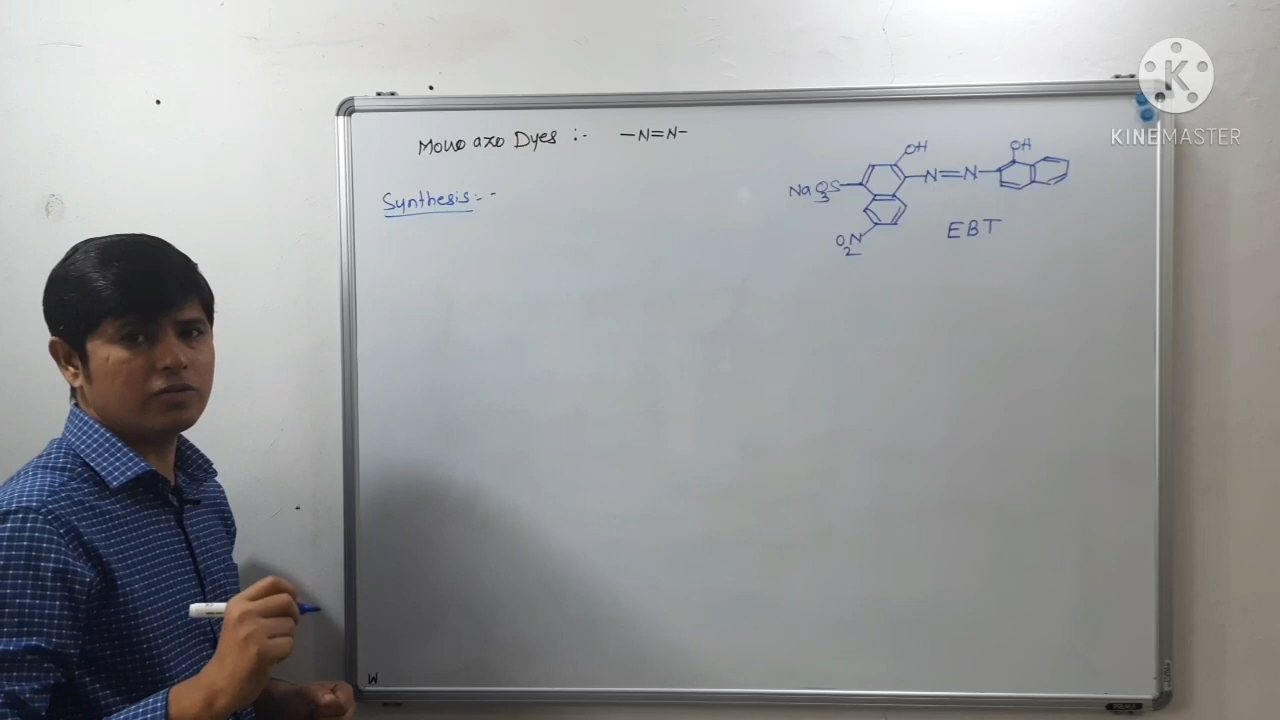 Mono azo Dyes :- -N=N-
Synthesis:-
OH
OH
NaO3S
N=N
O2N
EBT
W
K
KINEMASTER